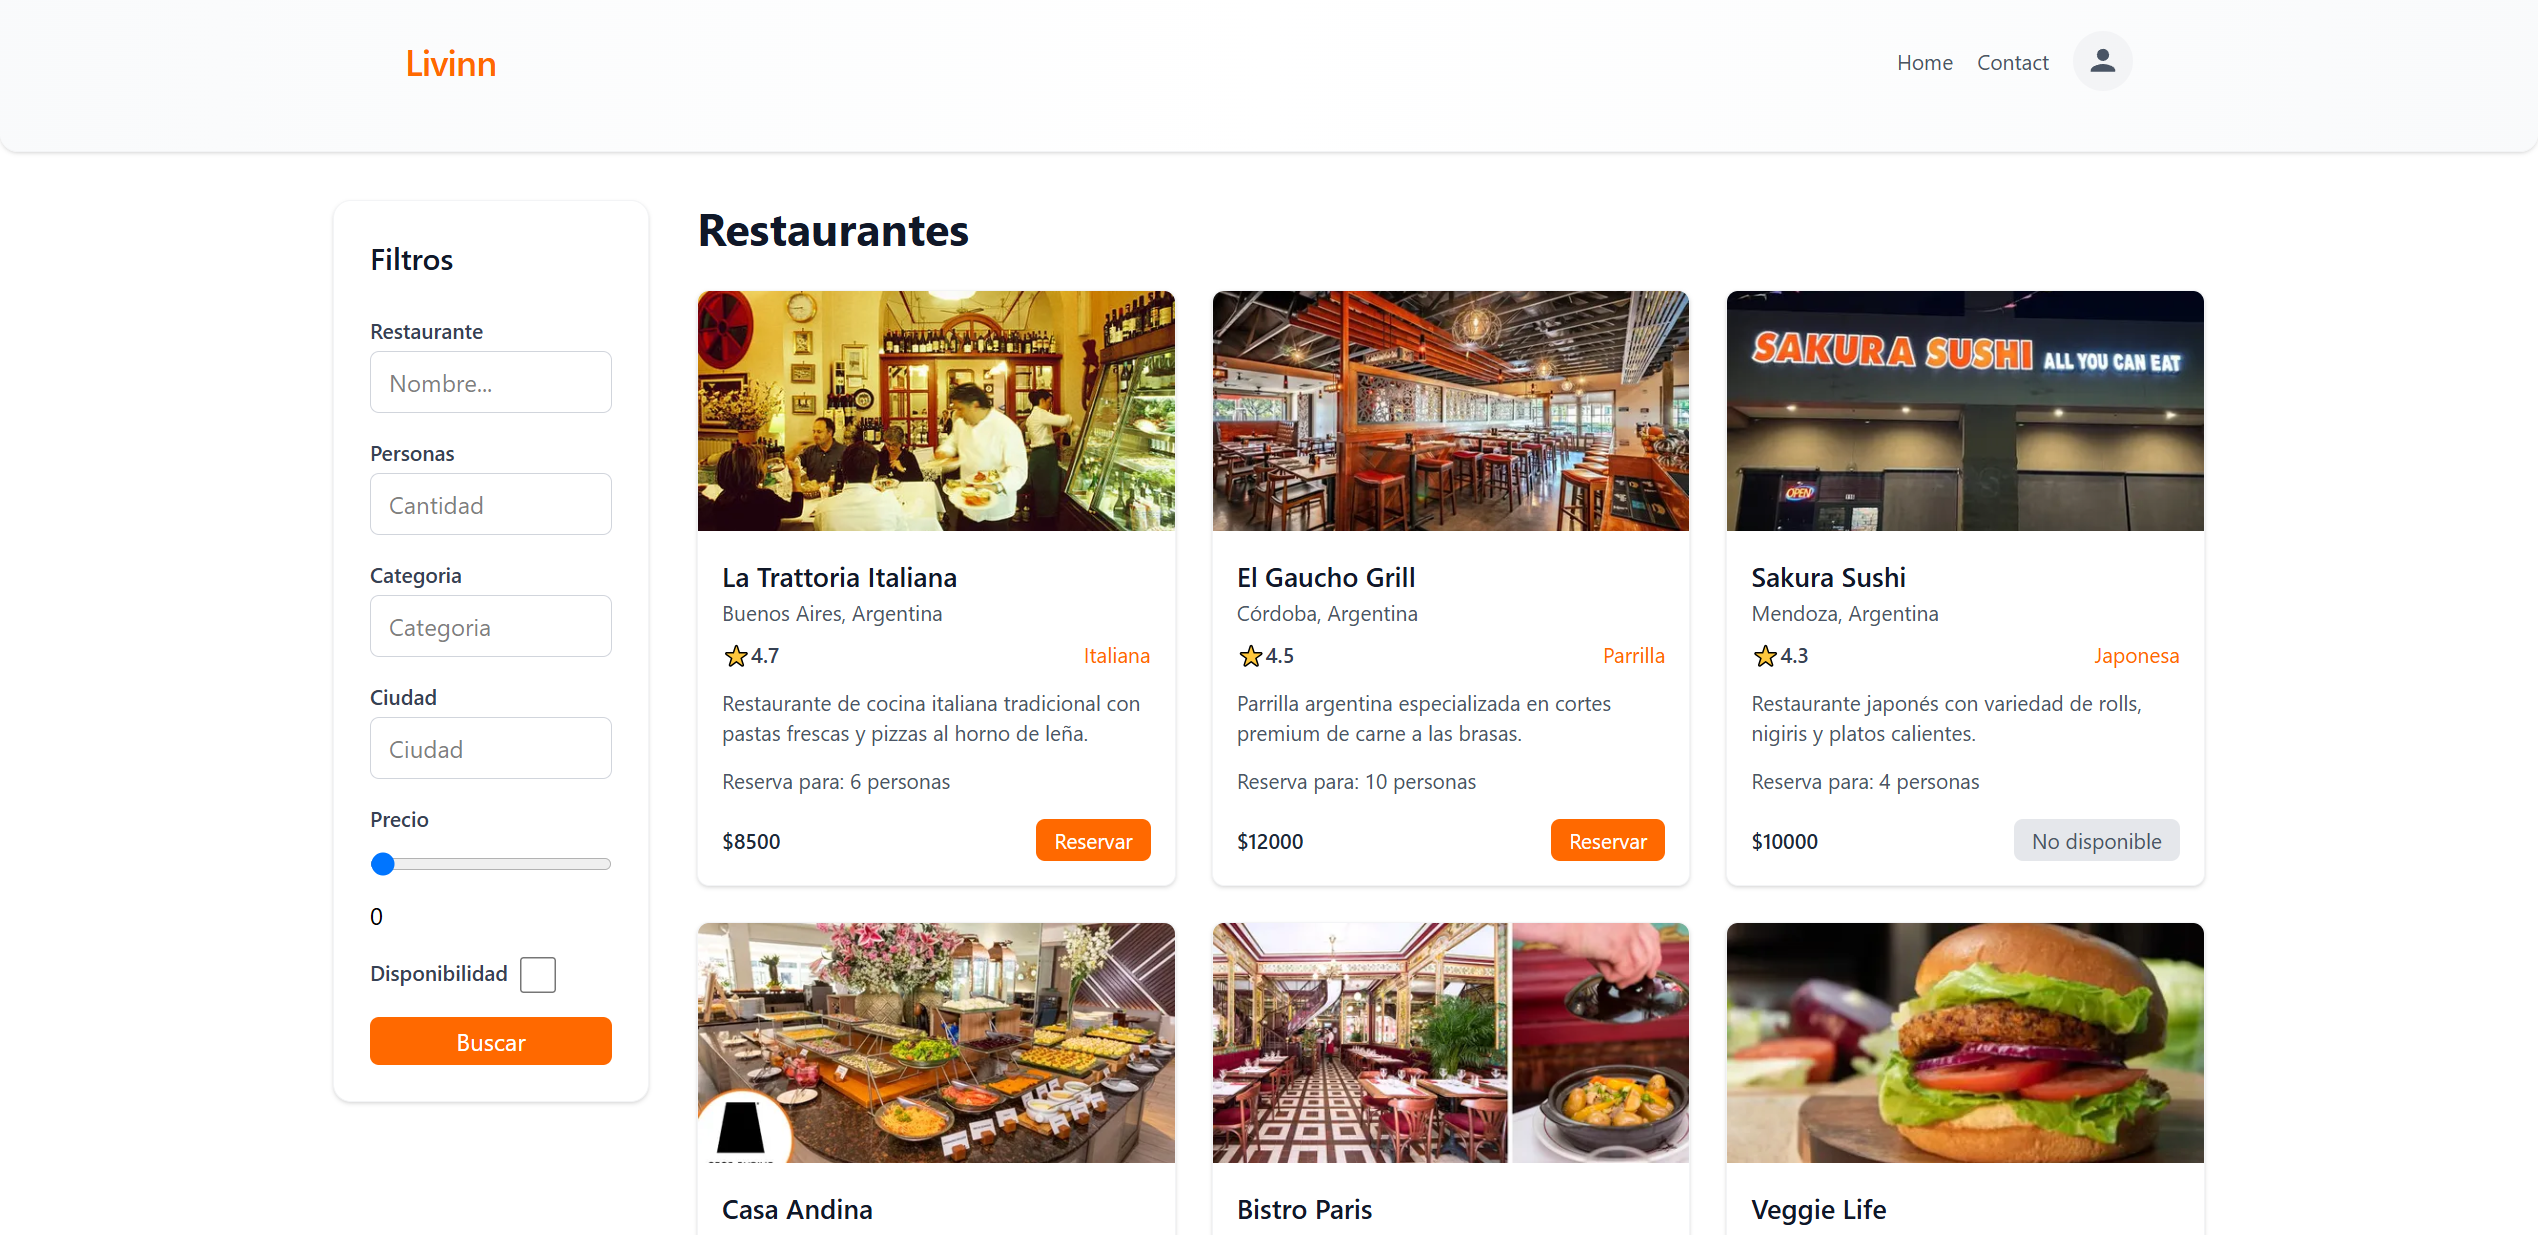 Livinn
Home
Contact
Filtros
Restaurante
Nombre...
Personas
Cantidad
Categoria
Categoria
Ciudad
Ciudad
Precio
0
Disponibilidad
Buscar
Restaurantes
SAKURA SUSHI ALL YOU CAN EAT
OPEN
La Trattoria Italiana
Buenos Aires, Argentina
4.7 Italiana
Restaurante de cocina italiana tradicional con
pastas frescas y pizzas al horno de leña.
Reserva para: 6 personas
$8500 Reservar
El Gaucho Grill
Córdoba, Argentina
4.5 Parrilla
Parrilla argentina especializada en cortes
premium de carne a las brasas.
Reserva para: 10 personas
$12000 Reservar
Sakura Sushi
Mendoza, Argentina
4.3 Japonesa
Restaurante japonés con variedad de rolls,
nigiris y platos calientes.
Reserva para: 4 personas
$10000 No disponible
Casa Andina
Bistro Paris
Veggie Life